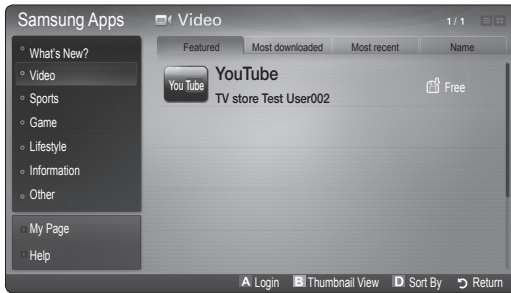 Samsung Apps
Video
1/1
What's New?
Video
Sports
Game
Lifestyle
Information
Other
My Page
Help
Featured
Most downloaded
Most recent
Name
You Tube
YouTube
TV store Test User002
Free
A Login B Thumbnail View D Sort By Return